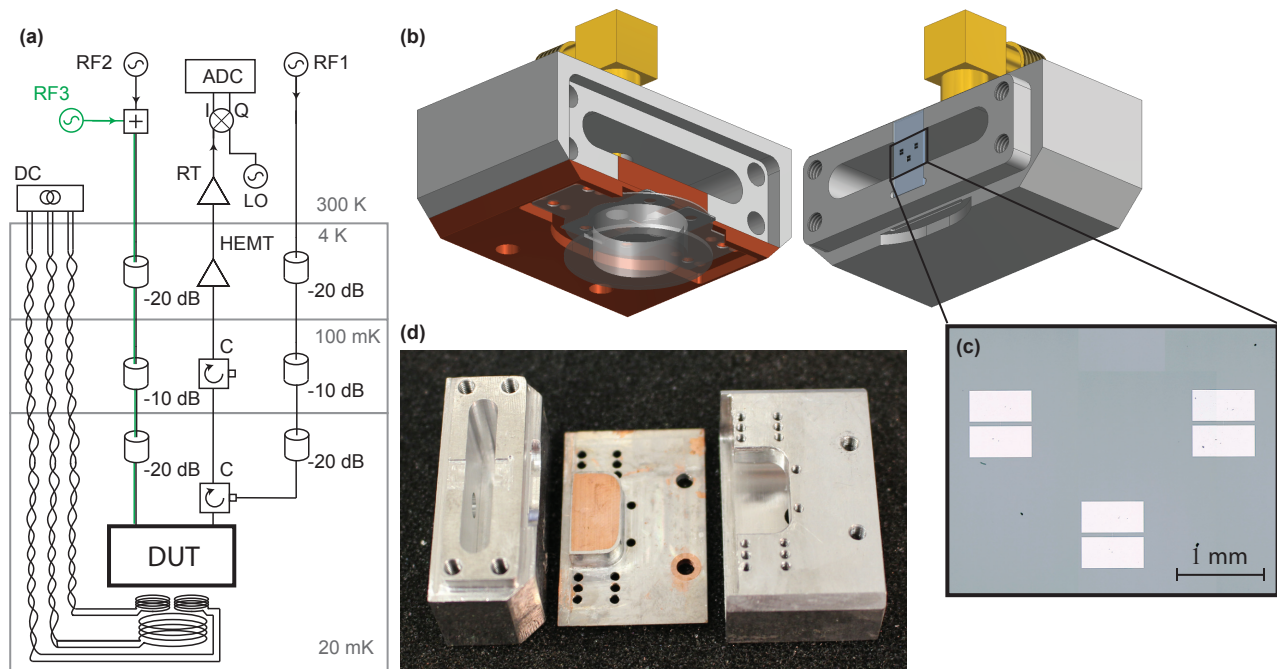 (a)
RF2
RF1
ADC
RF3
I
Q
DC
RT
LO
300 K
4 K
HEMT
-20 dB
-20 dB
100 mK
C
-10 dB
-10 dB
-20 dB
C
-20 dB
DUT
20 mK
(b)
(c)
1 mm
(d)